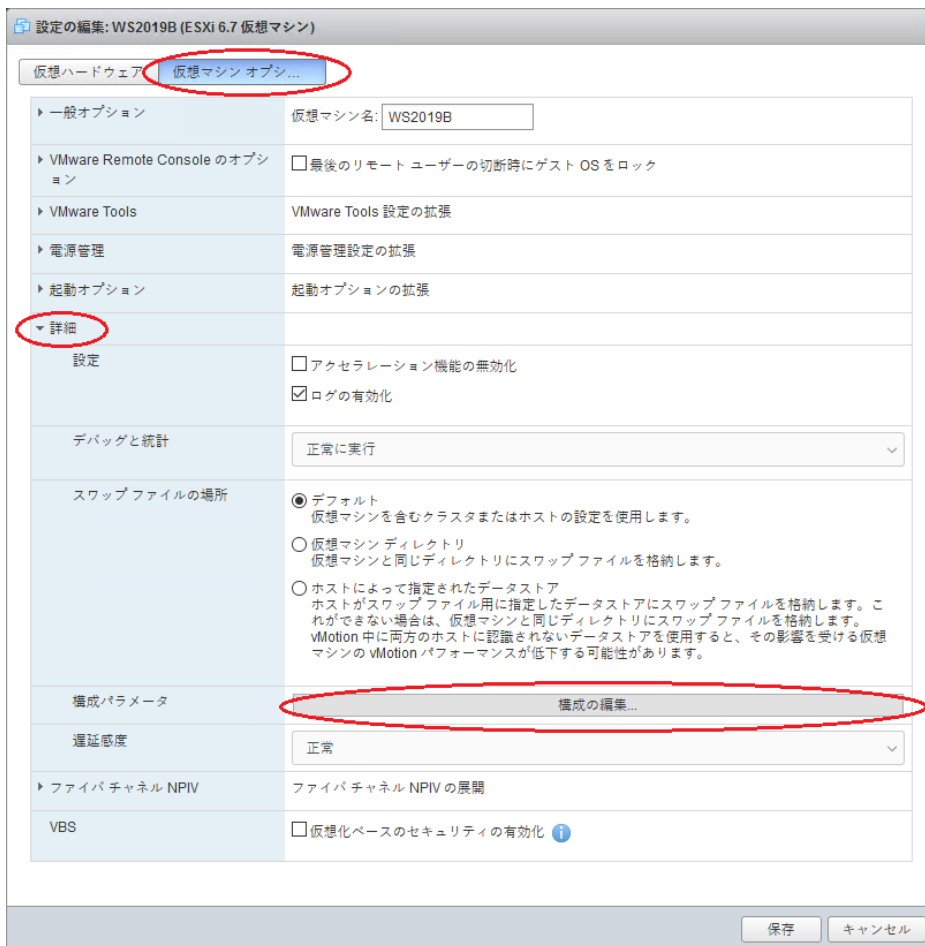 設定の編集: WS2019B (ESXi 6.7 仮想マシン)
仮想ハードウェア
仮想マシン オプシ...
一般オプション
仮想マシン名: WS2019B
VMware Remote Console のオプシ
ョン
最後のリモート ユーザーの切断時にゲスト OS をロック
VMware Tools
VMware Tools 設定の拡張
電源管理
電源管理設定の拡張
起動オプション
起動オプションの拡張
詳細
設定
アクセラレーション機能の無効化
ログの有効化
デバッグと統計
正常に実行
スワップ ファイルの場所
デフォルト
仮想マシンを含むクラスタまたはホストの設定を使用します。
仮想マシン ディレクトリ
仮想マシンと同じディレクトリにスワップ ファイルを格納します。
ホストによって指定されたデータストア
ホストがスワップ ファイル用に指定したデータストアにスワップ ファイルを格納します。こ
れができない場合は、仮想マシンと同じディレクトリにスワップ ファイルを格納します。
vMotion 中に両方のホストに認識されないデータストアを使用すると、その影響を受ける仮想
マシンの vMotion パフォーマンスが低下する可能性があります。
構成パラメータ
構成の編集...
遅延感度
正常
ファイバ チャネル NPIV
ファイバ チャネル NPIV の展開
VBS
仮想化ベースのセキュリティの有効化
保存
キャンセル